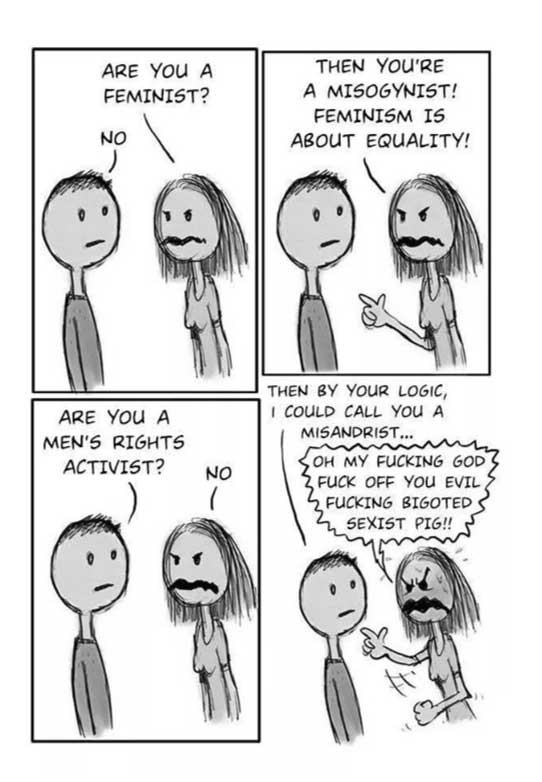 ARE YOU A
FEMINIST?
NO
THEN YOU'RE
A MISOGYNIST!
FEMINISM IS
ABOUT EQUALITY!
ARE YOU A
MEN'S RIGHTS
ACTIVIST?
NO
THEN BY YOUR LOGIC,
I COULD CALL YOU A
MISANDRIST...
OH MY FUCKING GOD
FUCK OFF YOU EVIL
FUCKING BIGOTED
SEXIST PIG!!